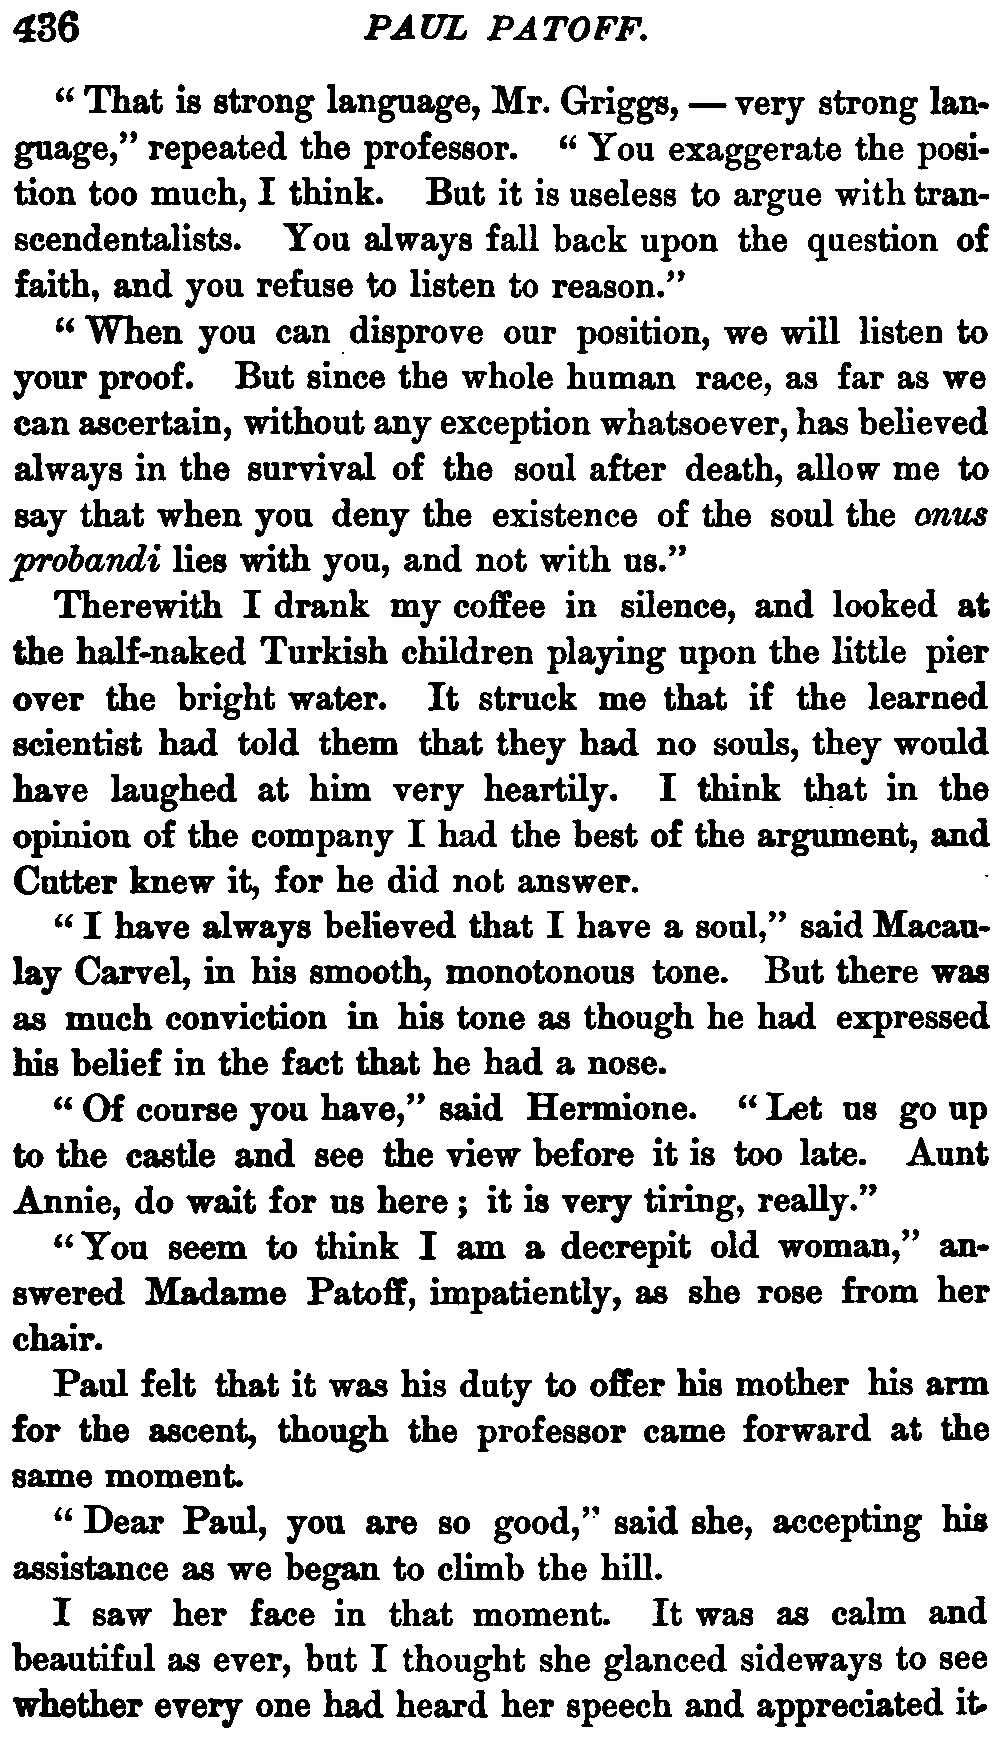 436 PAUL PATOFF.
“ That is strong language, Mr. Griggs, — very strong lan-
guage,” repeated the professor. “ You exaggerate the posi-
tion too much, I think. But it is useless to argue with tran-
scendentalists. You always fall back upon the question of
faith, and you refuse to listen to reason.”
“ When you can disprove our position, we will listen to
your proof. But since the whole human race, as far as we
can ascertain, without any exception whatsoever, has believed
always in the survival of the soul after death, allow me to
say that when you deny the existence of the soul the onus
probandi lies with you, and not with us.”
Therewith I drank my coffee in silence, and looked at
the half-naked Turkish children playing upon the little pier
over the bright water. It struck me that if the learned
scientist had told them that they had no souls, they would
have laughed at him very heartily. I think that in the
opinion of the company I had the best of the argument, and
Cutter knew it, for he did not answer.
“ I have always believed that I have a soul,” said Macau-
lay Carvel, in his smooth, monotonous tone. But there was
as much conviction in his tone as though he had expressed
his belief in the fact that he had a nose.
“ Of course you have,” said Hermione. “ Let us go up
to the castle and see the view before it is too late. Aunt
Annie, do wait for us here ; it is very tiring, really.”
“ You seem to think I am a decrepit old woman,” an-
swered Madame Patoff, impatiently, as she rose from her
chair.
Paul felt that it was his duty to offer his mother his arm
for the ascent, though the professor came forward at the
same moment.
“ Dear Paul, you are so good,” said she, accepting his
assistance as we began to climb the hill.
I saw her face in that moment. It was as calm and
beautiful as ever, but I thought she glanced sideways to see
whether every one had heard her speech and appreciated it.